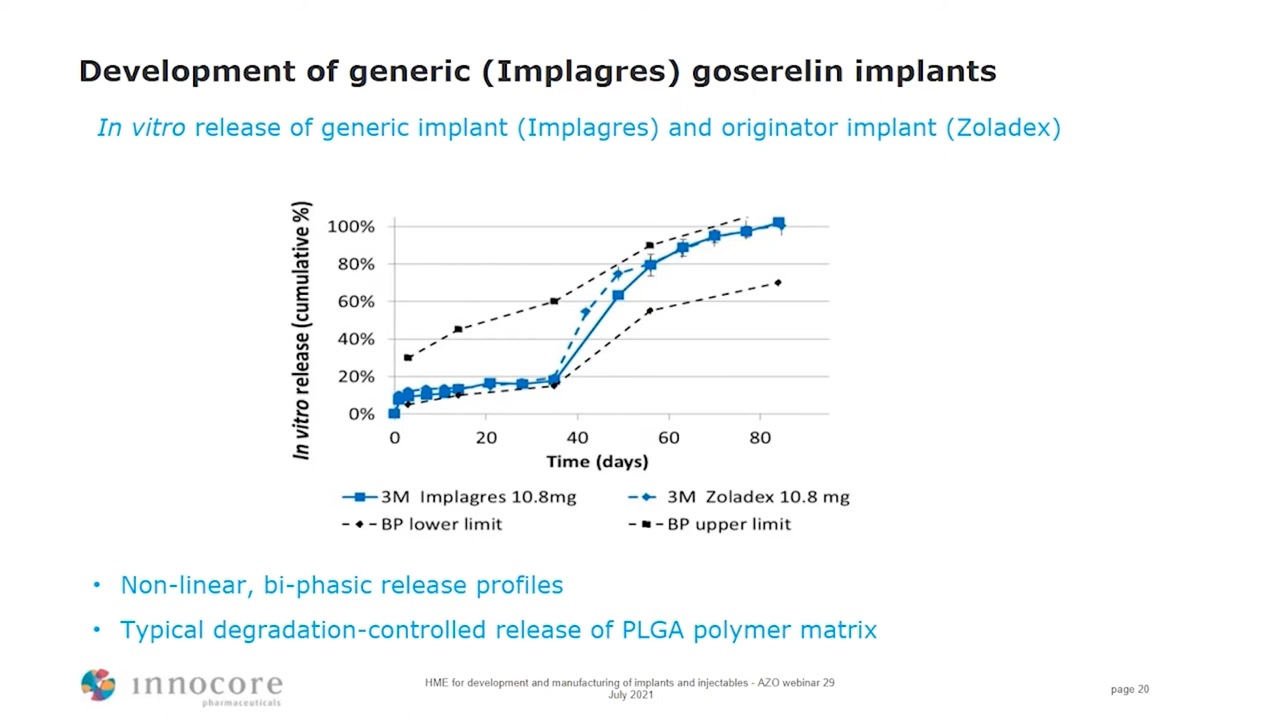 Development of generic (Implagres) goserelin implants
In vitro release of generic implant (Implagres) and originator implant (Zoladex)
In vitro release (cumulative %)
100%
80%
60%
40%
20%
0%
0 20 40 60 80
Time (days)
3M Implagres 10.8mg
3M Zoladex 10.8 mg
BP lower limit
BP upper limit
• Non-linear, bi-phasic release profiles
• Typical degradation-controlled release of PLGA polymer matrix
innocore
pharmaceuticals
HME for development and manufacturing of implants and injectables - AZO webinar 29
July 2021
page 20